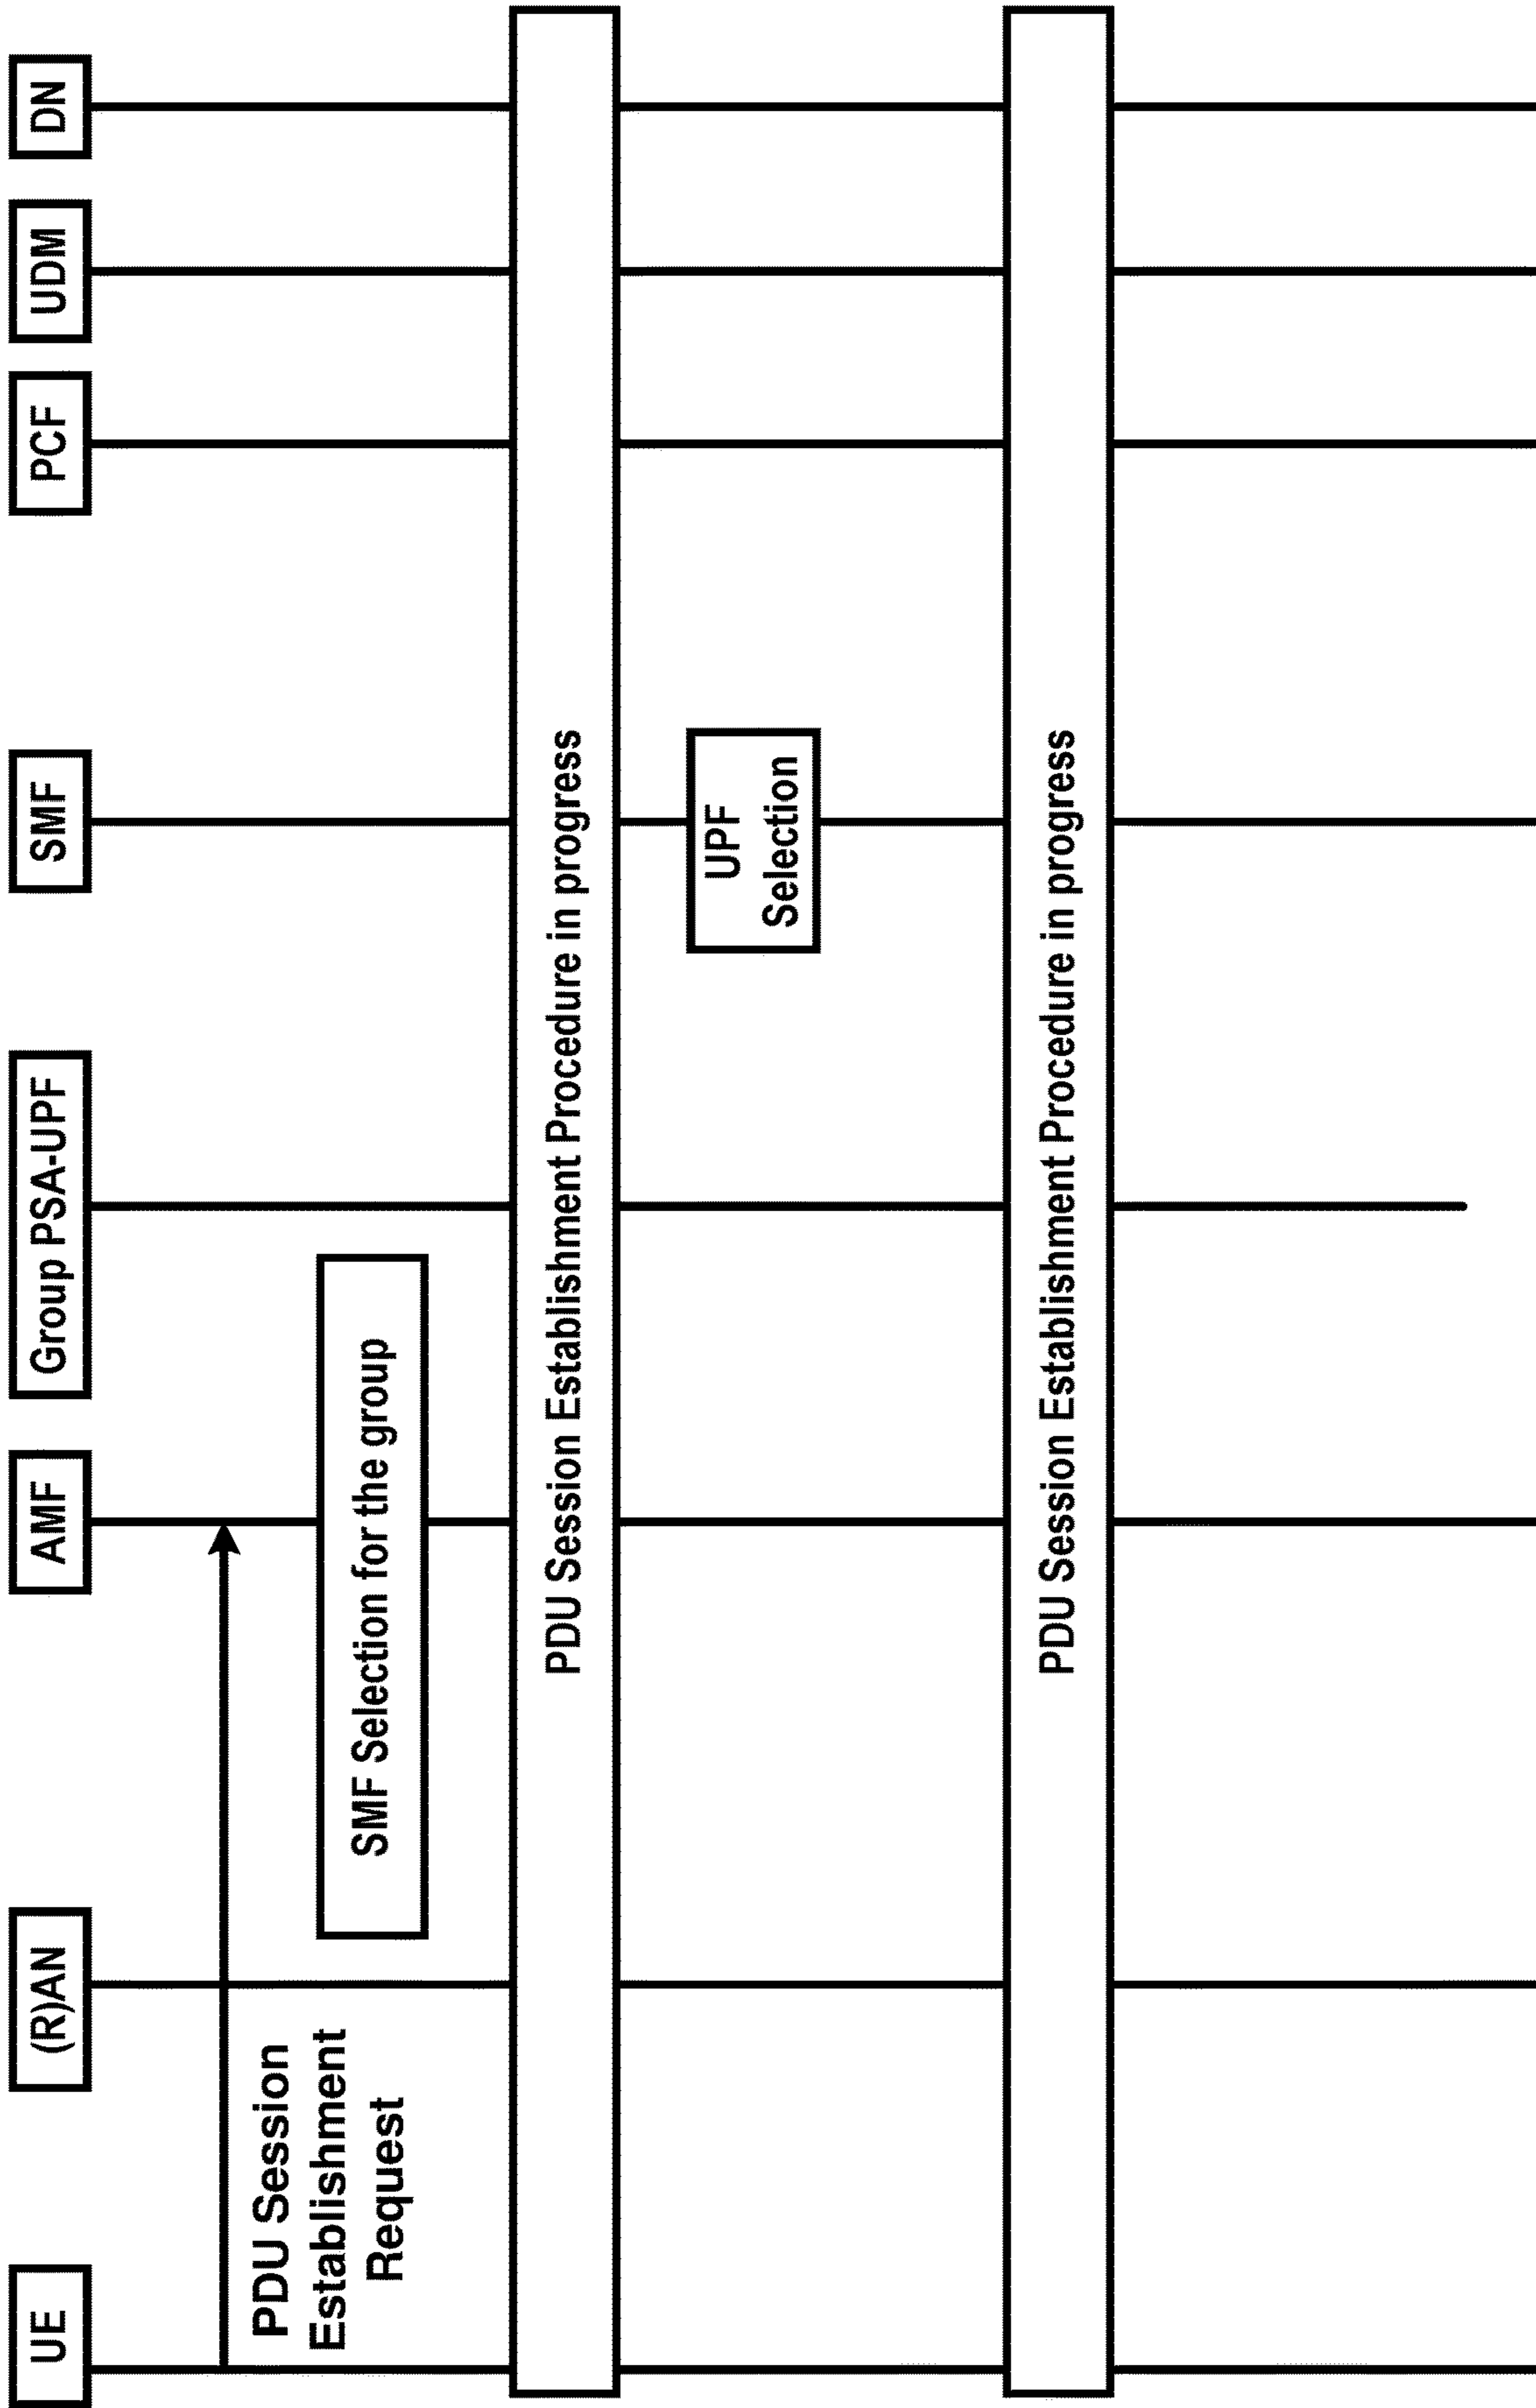 UE
(R)AN
AMF
Group PSA-UPF
SMF
PCF
UDM
DN
PDU Session
Establishment
Request
SMF Selection for the group
PDU Session Establishment Procedure in progress
UPF
Selection
PDU Session Establishment Procedure in progress